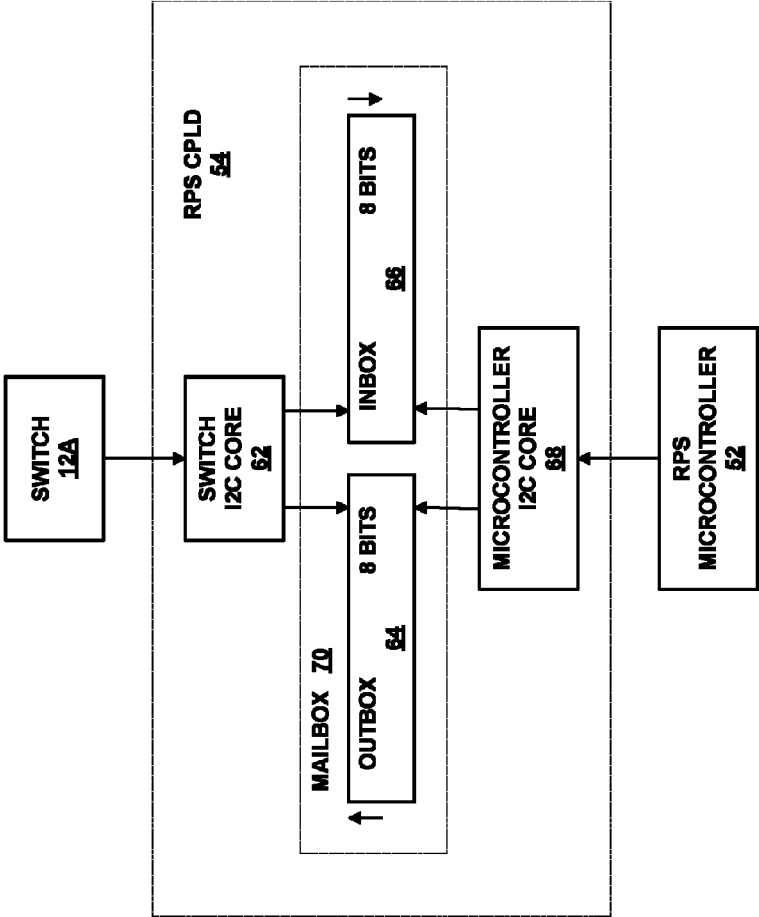 SWITCH
12A
RPS CPLD
54
SWITCH
I2C CORE
62
MAILBOX 70
OUTBOX 8 BITS
64
INBOX 8 BITS
66
MICROCONTROLLER
I2C CORE
68
RPS
MICROCONTROLLER
52